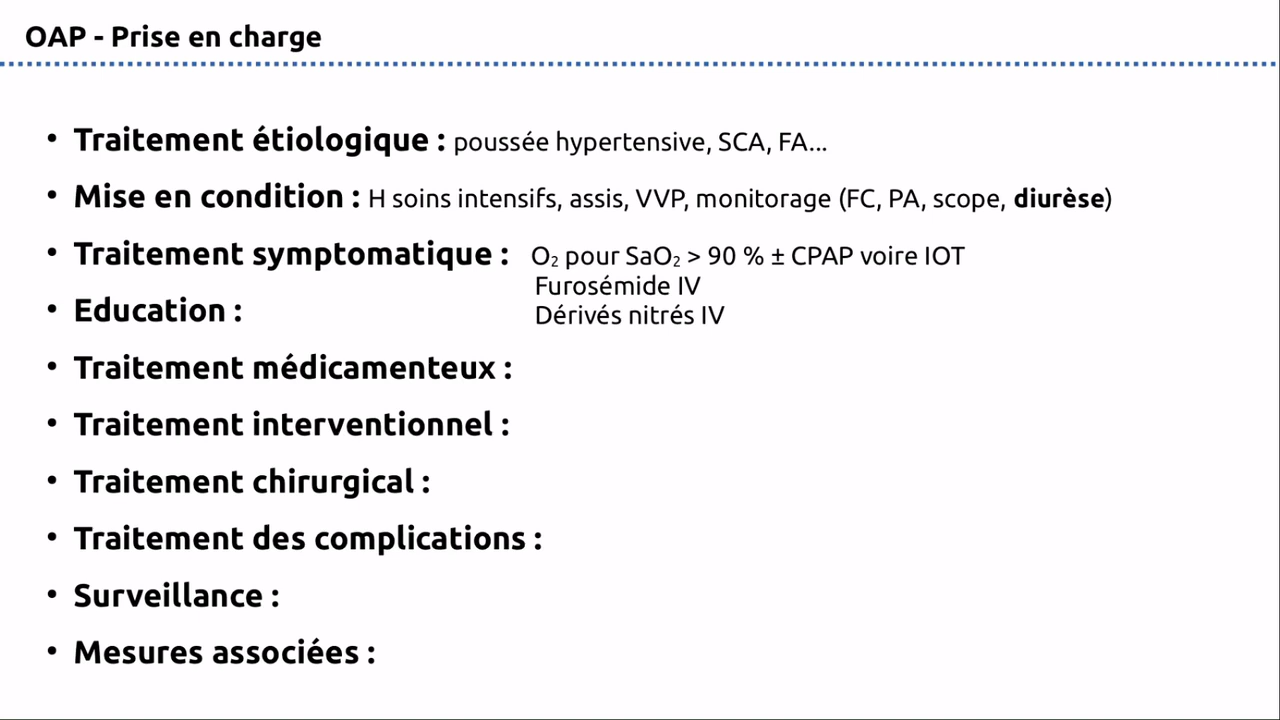 OAP - Prise en charge
• Traitement étiologique : poussée hypertensive, SCA, FA...
• Mise en condition : H soins intensifs, assis, VVP, monitorage (FC, PA, scope, diurèse)
• Traitement symptomatique : O₂ pour SaO₂ > 90 % ± CPAP voire IOT
Furosémide IV
• Education :
Dérivés nitrés IV
• Traitement médicamenteux :
• Traitement interventionnel :
• Traitement chirurgical :
• Traitement des complications :
• Surveillance :
• Mesures associées :